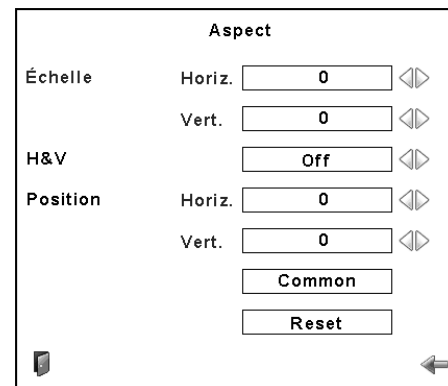 Aspect
Échelle Horiz. 0
Vert. 0
H&V Off
Position Horiz. 0
Vert. 0
Common
Reset